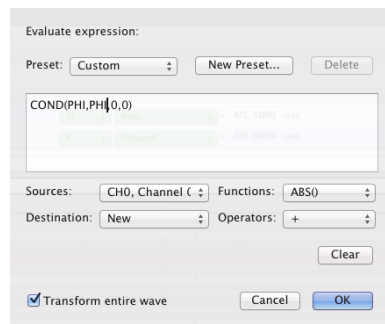 Evaluate expression:
Preset: Custom New Preset... Delete
COND(PHI,PHI,0,0)
Sources: CH0, Channel ( Functions: ABS()
Destination: New Operators: +
Clear
Transform entire wave Cancel OK